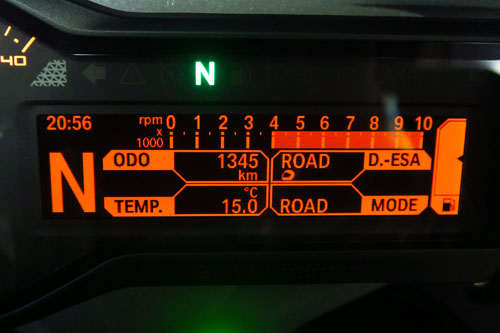 40
N
20:56 rpm x 1000 0 1 2 3 4 5 6 7 8 9 10
N
ODO 1345 km ROAD D.-ESA
TEMP. °C 15.0 ROAD MODE